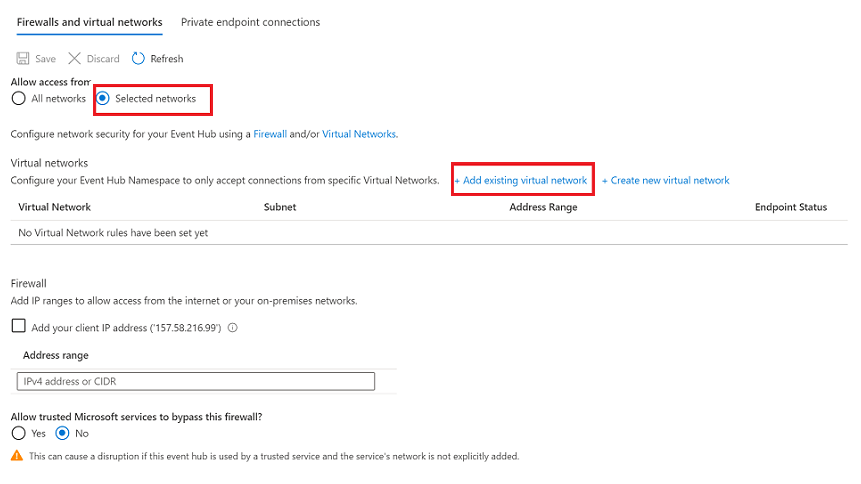 Firewalls and virtual networks Private endpoint connections
Save Discard Refresh
Allow access from
All networks Selected networks
Configure network security for your Event Hub using a Firewall and/or Virtual Networks.
Virtual networks
Configure your Event Hub Namespace to only accept connections from specific Virtual Networks. + Add existing virtual network + Create new virtual network
Virtual Network Subnet Address Range Endpoint Status
No Virtual Network rules have been set yet
Firewall
Add IP ranges to allow access from the internet or your on-premises networks.
Add your client IP address ('157.58.216.99')
Address range
IPv4 address or CIDR
Allow trusted Microsoft services to bypass this firewall?
Yes No
This can cause a disruption if this event hub is used by a trusted service and the service's network is not explicitly added.